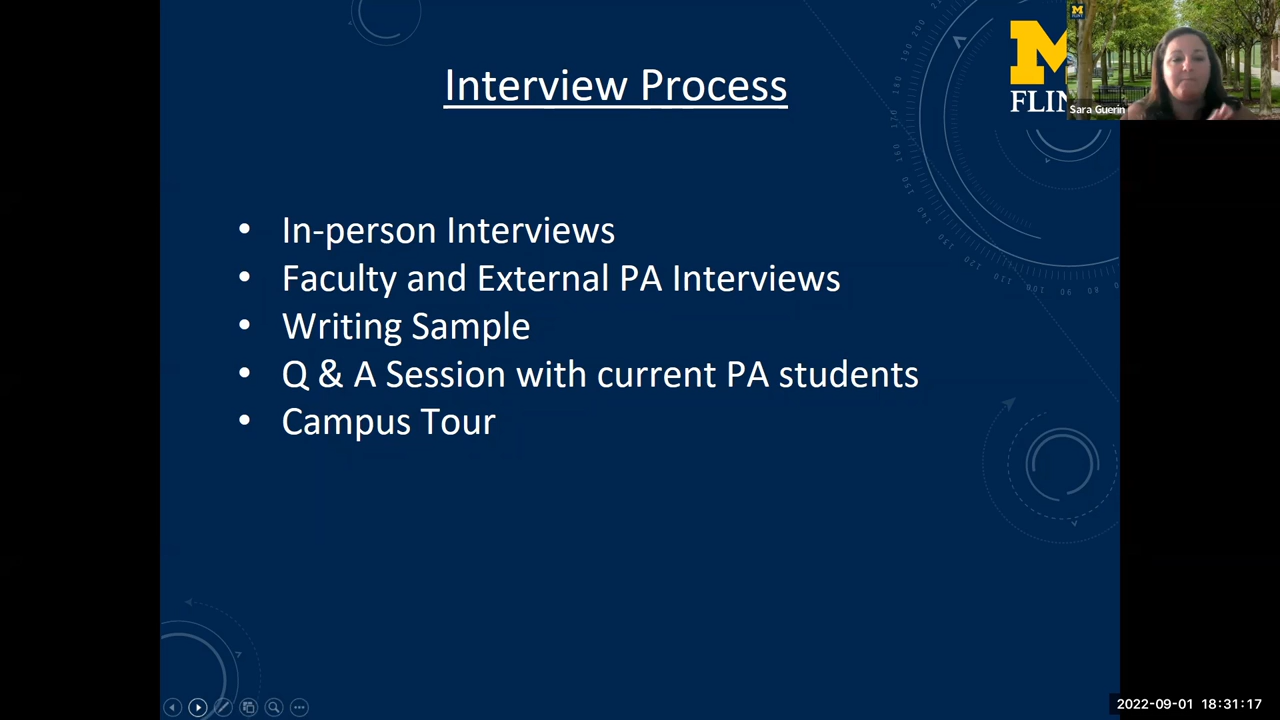 Interview Process
M
FLIN
M
FLINT
Sara Guerin
• In-person Interviews
• Faculty and External PA Interviews
• Writing Sample
• Q & A Session with current PA students
• Campus Tour
2022-09-01 18:31:17